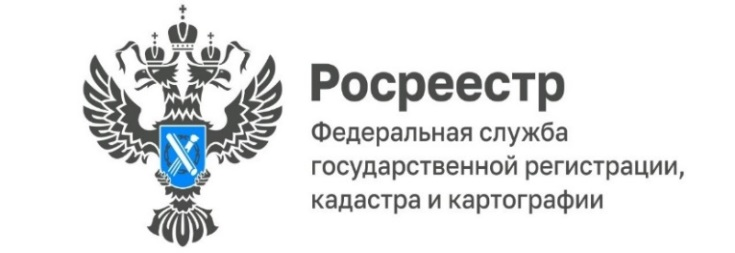 Росреестр
Федеральная служба
государственной регистрации,
кадастра и картографии